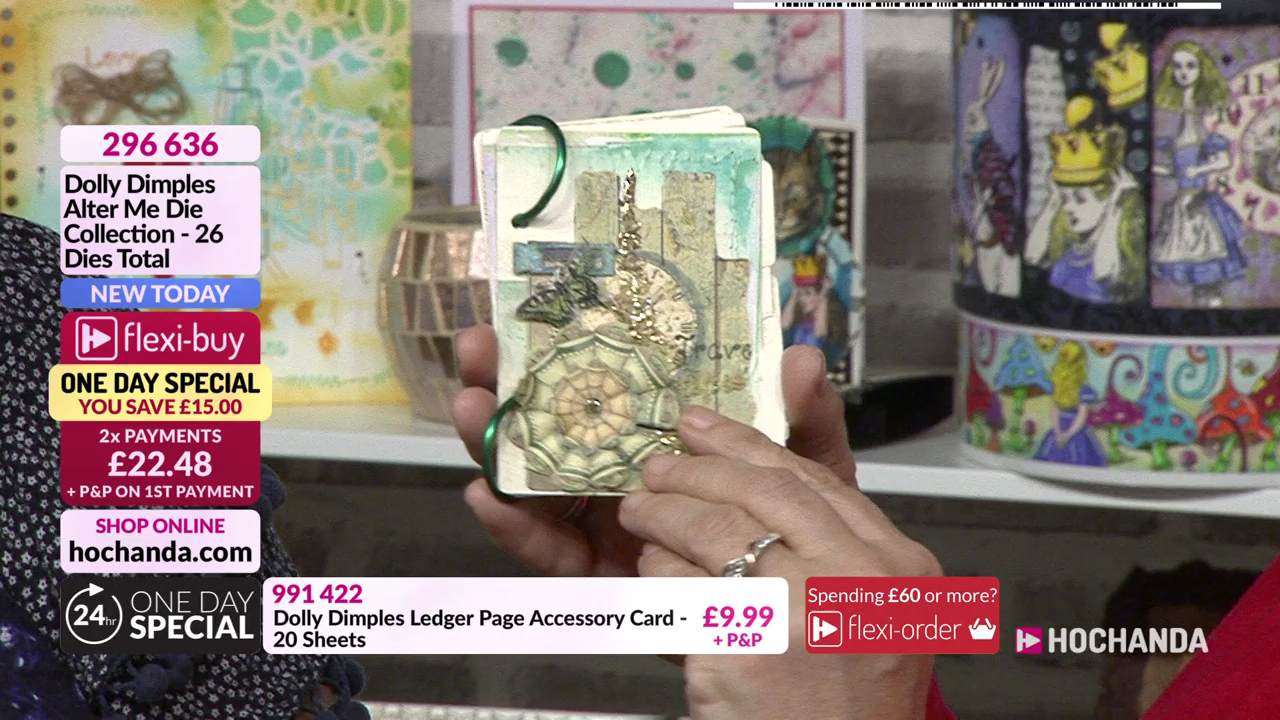 296 636
Dolly Dimples
Alter Me Die
Collection - 26
Dies Total
NEW TODAY
flexi-buy
ONE DAY SPECIAL
YOU SAVE £15.00
2x PAYMENTS
£22.48
+ P&P ON 1ST PAYMENT
SHOP ONLINE
hochanda.com
24hr
ONE DAY
SPECIAL
991 422
Dolly Dimples Ledger Page Accessory Card -
20 Sheets
£9.99
+ P&P
Spending £60 or more?
flexi-order
HOCHANDA